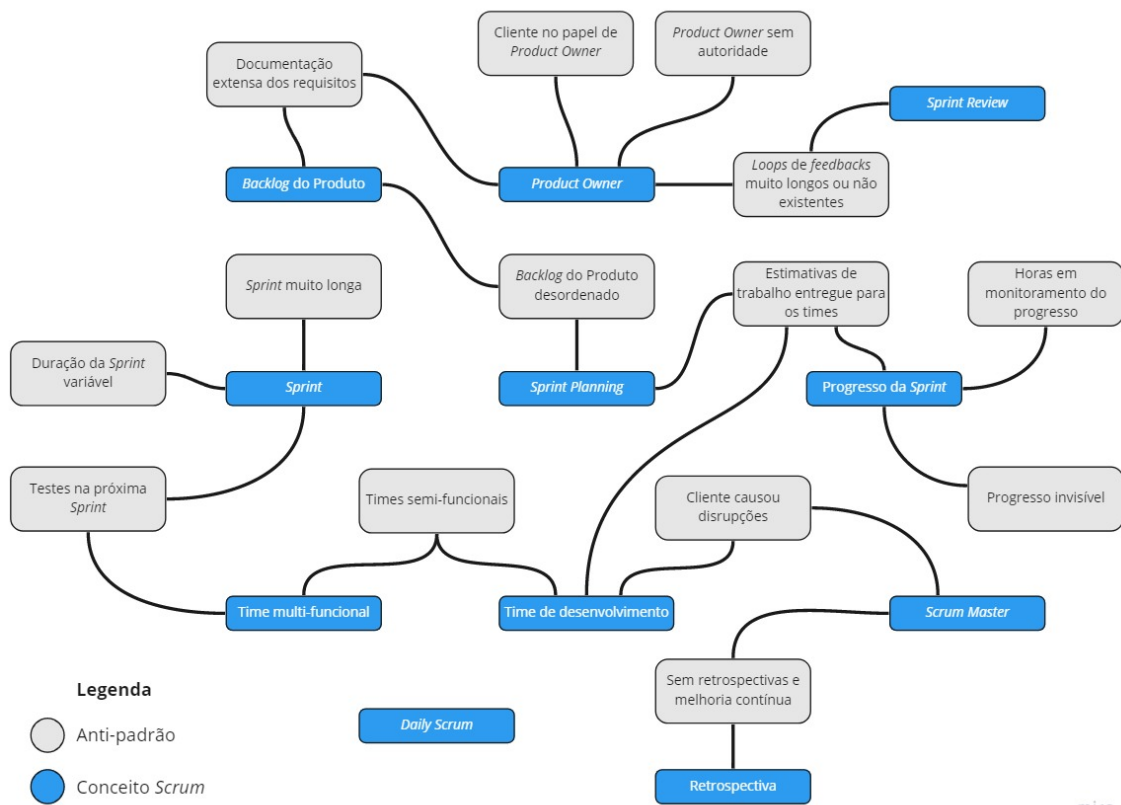 Cliente no papel de
Product Owner
Product Owner sem
autoridade
Documentação
extensa dos requisitos
Sprint Review
Loops de feedbacks
muito longos ou não
existentes
Backlog do Produto
Product Owner
Sprint muito longa
Backlog do Produto
desordenado
Estimativas de
trabalho entregue para
os times
Horas em
monitoramento do
progresso
Duração da Sprint
variável
Sprint
Sprint Planning
Progresso da Sprint
Testes na próxima
Sprint
Times semi-funcionais
Cliente causou
disrupções
Progresso invisível
Time multi-funcional
Time de desenvolvimento
Scrum Master
Sem retrospectivas e
melhoria contínua
Legenda
Anti-padrão
Daily Scrum
Conceito Scrum
Retrospectiva